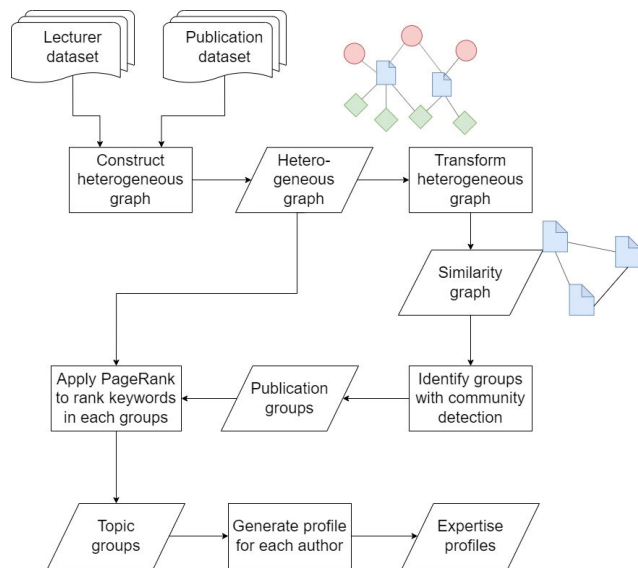 Lecturer
dataset
Publication
dataset
Construct
heterogeneous
graph
Hetero-
geneous
graph
Transform
heterogeneous
graph
Similarity
graph
Apply PageRank
to rank keywords
in each groups
Publication
groups
Identify groups
with community
detection
Topic
groups
Generate profile
for each author
Expertise
profiles